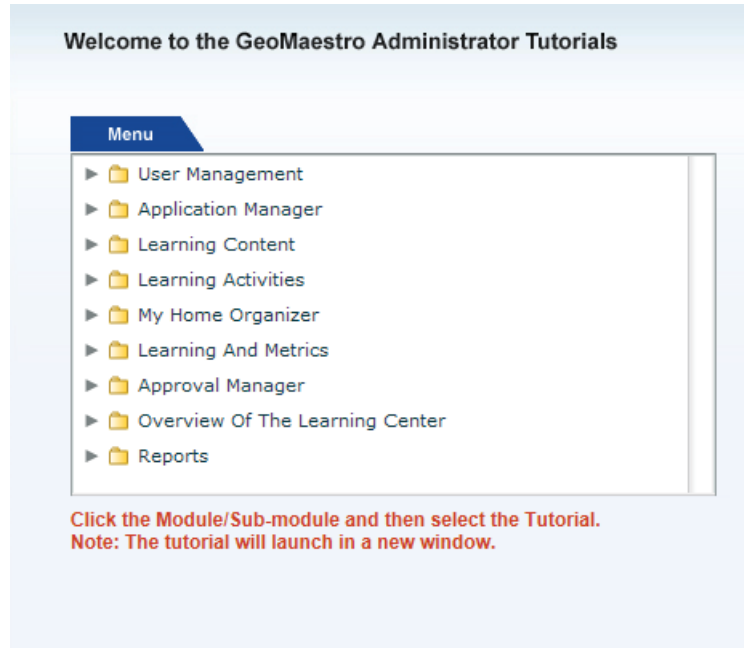 Welcome to the GeoMaestro Administrator Tutorials
Menu
User Management
Application Manager
Learning Content
Learning Activities
My Home Organizer
Learning And Metrics
Approval Manager
Overview Of The Learning Center
Reports
Click the Module/Sub-module and then select the Tutorial.
Note: The tutorial will launch in a new window.